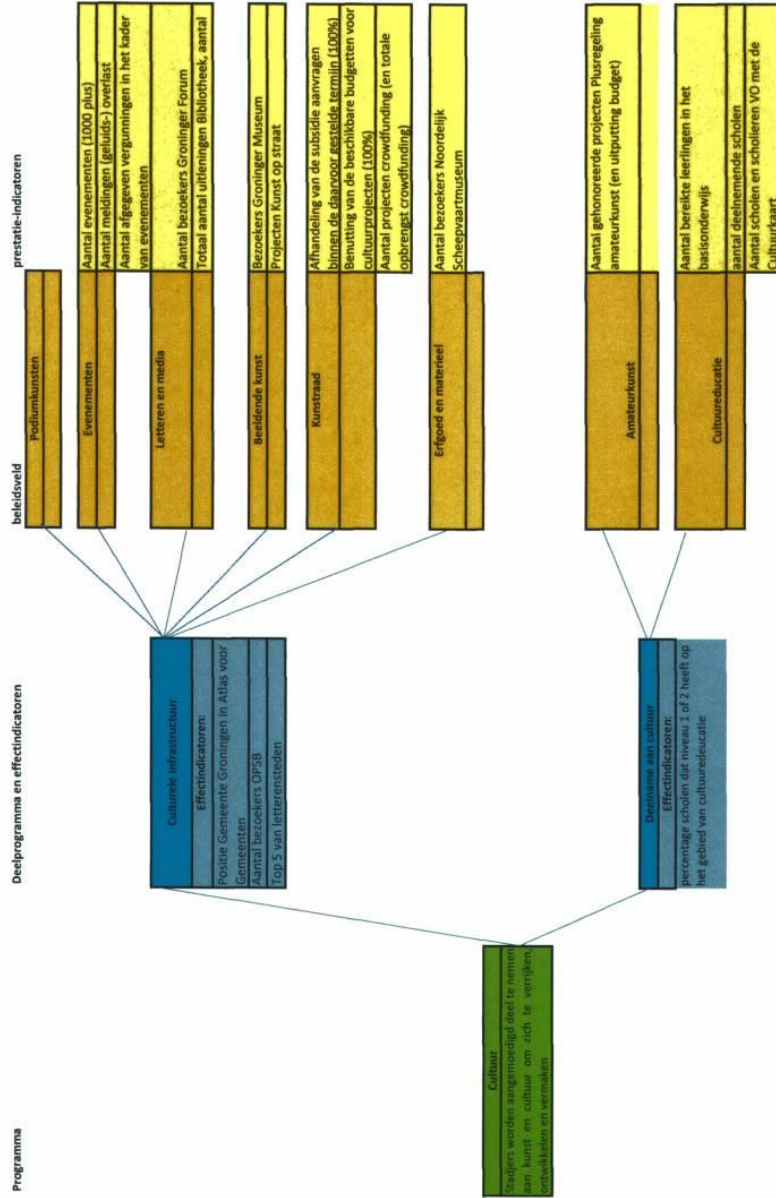 Programma
Deelprogramma en effectindicatoren
beleidsveld
prestatie-indicatoren
Cultuur
Stadjers worden aangemoedigd deel te nemen
aan kunst en cultuur om zich te verrijken,
ontwikkelen en vermaken
Culturele infrastructuur
Effectindicatoren:
Positie Gemeente Groningen in Atlas voor
Gemeenten
Aantal bezoekers OPSB
Top 5 van letterensteden
Deelname aan cultuur
Effectindicatoren:
percentage scholen dat niveau 1 of 2 heeft op
het gebied van cultuuredeucatie
Podiumkunsten
Evenementen
Aantal evenementen (1000 plus)
Aantal meldingen (geluids-) overlast
Aantal afgegeven vergunningen in het kader
van evenementen
Letteren en media
Aantal bezoekers Groninger Forum
Totaal aantal uitleningen Bibliotheek, aantal
Beeldende kunst
Bezoekers Groninger Museum
Projecten Kunst op straat
Kunstraad
Afhandeling van de subsidie aanvragen
binnen de daarvoor gestelde termijn (100%)
Benutting van de beschikbare budgetten voor
cultuurprojecten (100%)
Aantal projecten crowdfunding (en totale
opbrengst crowdfunding)
Erfgoed en materieel
Aantal bezoekers Noordelijk
Scheepvaartmuseum
Amateurkunst
Aantal gehonoreerde projecten Plusregeling
amateurkunst (en uitputting budget)
Cultuureducatie
Aantal bereikte leerlingen in het
basisonderwijs
aantal deelnemende scholen
Aantal scholen en scholieren VO met de
Cultuurkaart